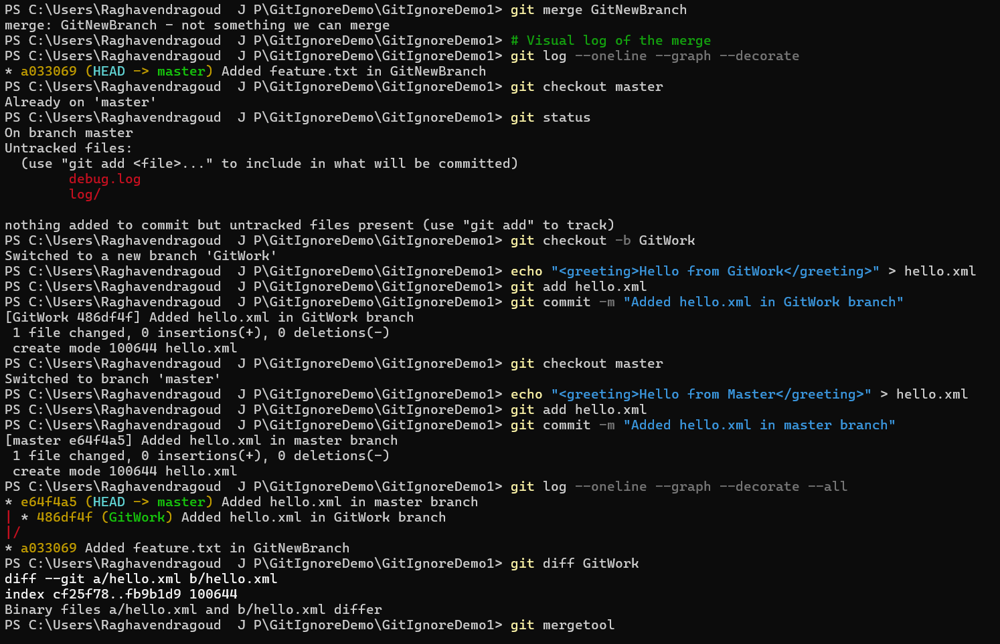 PS C:\Users\Raghavendragoud  J P\GitIgnoreDemo\GitIgnoreDemo1> git merge GitNewBranch
merge: GitNewBranch - not something we can merge
PS C:\Users\Raghavendragoud  J P\GitIgnoreDemo\GitIgnoreDemo1> # Visual log of the merge
PS C:\Users\Raghavendragoud  J P\GitIgnoreDemo\GitIgnoreDemo1> git log --oneline --graph --decorate
* a033069 (HEAD -> master) Added feature.txt in GitNewBranch
PS C:\Users\Raghavendragoud  J P\GitIgnoreDemo\GitIgnoreDemo1> git checkout master
Already on 'master'
PS C:\Users\Raghavendragoud  J P\GitIgnoreDemo\GitIgnoreDemo1> git status
On branch master
Untracked files:
  (use "git add <file>..." to include in what will be committed)
        debug.log
        log/

nothing added to commit but untracked files present (use "git add" to track)
PS C:\Users\Raghavendragoud  J P\GitIgnoreDemo\GitIgnoreDemo1> git checkout -b GitWork
Switched to a new branch 'GitWork'
PS C:\Users\Raghavendragoud  J P\GitIgnoreDemo\GitIgnoreDemo1> echo "<greeting>Hello from GitWork</greeting>" > hello.xml
PS C:\Users\Raghavendragoud  J P\GitIgnoreDemo\GitIgnoreDemo1> git add hello.xml
PS C:\Users\Raghavendragoud  J P\GitIgnoreDemo\GitIgnoreDemo1> git commit -m "Added hello.xml in GitWork branch"
[GitWork 486df4f] Added hello.xml in GitWork branch
 1 file changed, 0 insertions(+), 0 deletions(-)
 create mode 100644 hello.xml
PS C:\Users\Raghavendragoud  J P\GitIgnoreDemo\GitIgnoreDemo1> git checkout master
Switched to branch 'master'
PS C:\Users\Raghavendragoud  J P\GitIgnoreDemo\GitIgnoreDemo1> echo "<greeting>Hello from Master</greeting>" > hello.xml
PS C:\Users\Raghavendragoud  J P\GitIgnoreDemo\GitIgnoreDemo1> git add hello.xml
PS C:\Users\Raghavendragoud  J P\GitIgnoreDemo\GitIgnoreDemo1> git commit -m "Added hello.xml in master branch"
[master e64f4a5] Added hello.xml in master branch
 1 file changed, 0 insertions(+), 0 deletions(-)
 create mode 100644 hello.xml
PS C:\Users\Raghavendragoud  J P\GitIgnoreDemo\GitIgnoreDemo1> git log --oneline --graph --decorate --all
* e64f4a5 (HEAD -> master) Added hello.xml in master branch
| * 486df4f (GitWork) Added hello.xml in GitWork branch
|/
* a033069 Added feature.txt in GitNewBranch
PS C:\Users\Raghavendragoud  J P\GitIgnoreDemo\GitIgnoreDemo1> git diff GitWork
diff --git a/hello.xml b/hello.xml
index cf25f78..fb9b1d9 100644
Binary files a/hello.xml and b/hello.xml differ
PS C:\Users\Raghavendragoud  J P\GitIgnoreDemo\GitIgnoreDemo1> git mergetool